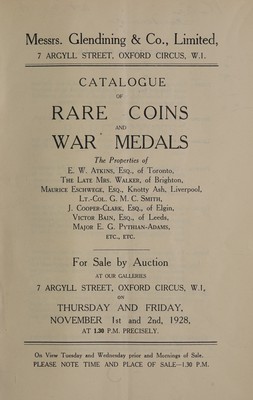 Messrs. Glendining & Co., Limited,
7 ARGYLL STREET, OXFORD CIRCUS, W.1.
CATALOGUE
OF
RARE COINS
AND
WAR MEDALS
The Properties of
E. W. ATKINS, ESQ., of Toronto,
THE LATE MRS. WALKER, of Brighton,
MAURICE ESCHWEGE, ESQ., Knotty Ash, Liverpool,
LT.-COL. G. M. C. SMITH,
J. COOPER-CLARK, ESQ., of Elgin,
VICTOR BAIN, ESQ., of Leeds,
MAJOR E. G. PYTHIAN-ADAMS,
ETC., ETC.
For Sale by Auction
AT OUR GALLERIES
7 ARGYLL STREET, OXFORD CIRCUS, W.1,
ON
THURSDAY AND FRIDAY,
NOVEMBER 1st and 2nd, 1928,
AT 1.30 P.M. PRECISELY.
On View Tuesday and Wednesday prior and Mornings of Sale.
PLEASE NOTE TIME AND PLACE OF SALE—1.30 P.M.